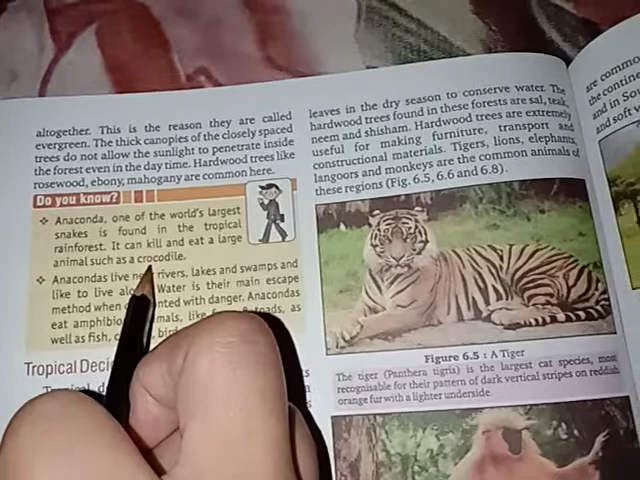 altogether. This is the reason they are called
evergreen. The thick canopies of the closely spaced
trees do not allow the sunlight to penetrate inside
the forest even in the day time. Hardwood trees like
rosewood, ebony, mahogany are common here.
Do you know?
❖ Anaconda, one of the world's largest
snakes is found in the tropical
rainforest. It can kill and eat a large
animal such as a crocodile.
❖ Anacondas live near rivers, lakes and swamps and
like to live Water is their main escape
method when with danger. Anacondas
eat toads, as
well as fish,
Tropical
Tropical
leaves in the dry season to conserve water. The
hardwood trees found in these forests are sal, teak,
neem and shisham. Hardwood trees are extremely
useful for making furniture, transport and
constructional materials. Tigers, lions, elephants,
langoors and monkeys are the common animals of
these regions (Fig. 6.5, 6.6 and 6.8).
Figure 6.5 : A Tiger
The tiger (Panthera tigris) is the largest cat species, most
recognisable for their pattern of dark vertical stripes on reddish
orange fur with a lighter underside.
are
the
and in
and soft